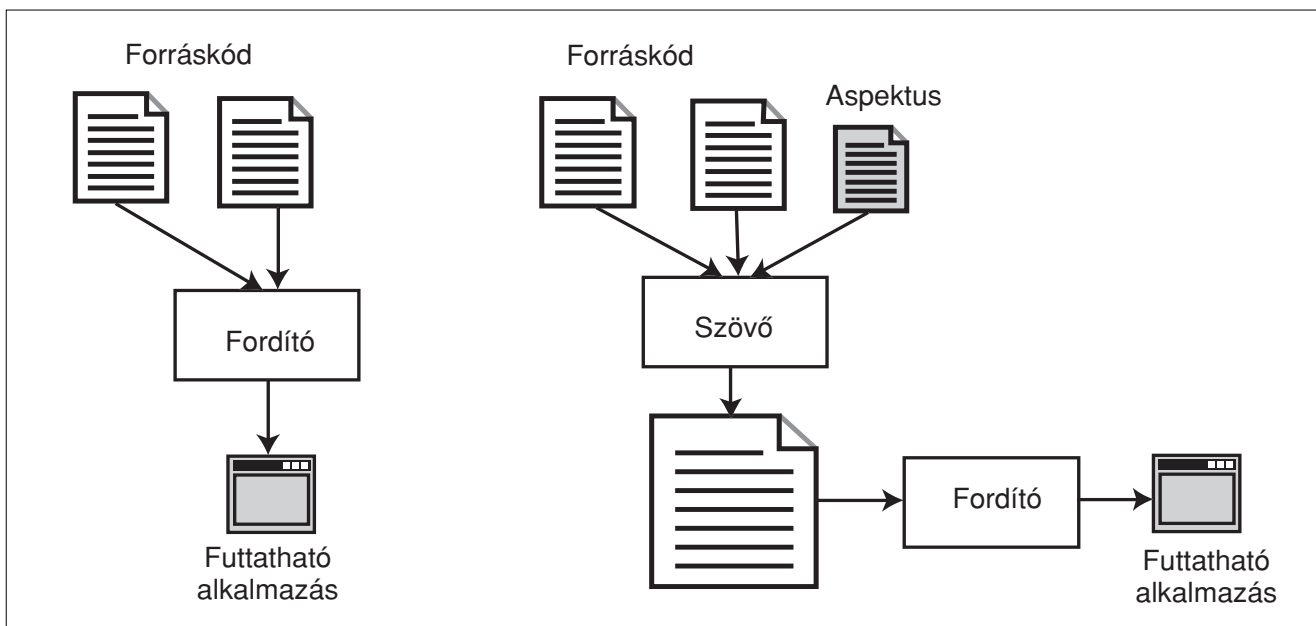 Forráskód
Fordító
Futtatható
alkalmazás
Forráskód
Aspektus
Szövő
Fordító
Futtatható
alkalmazás